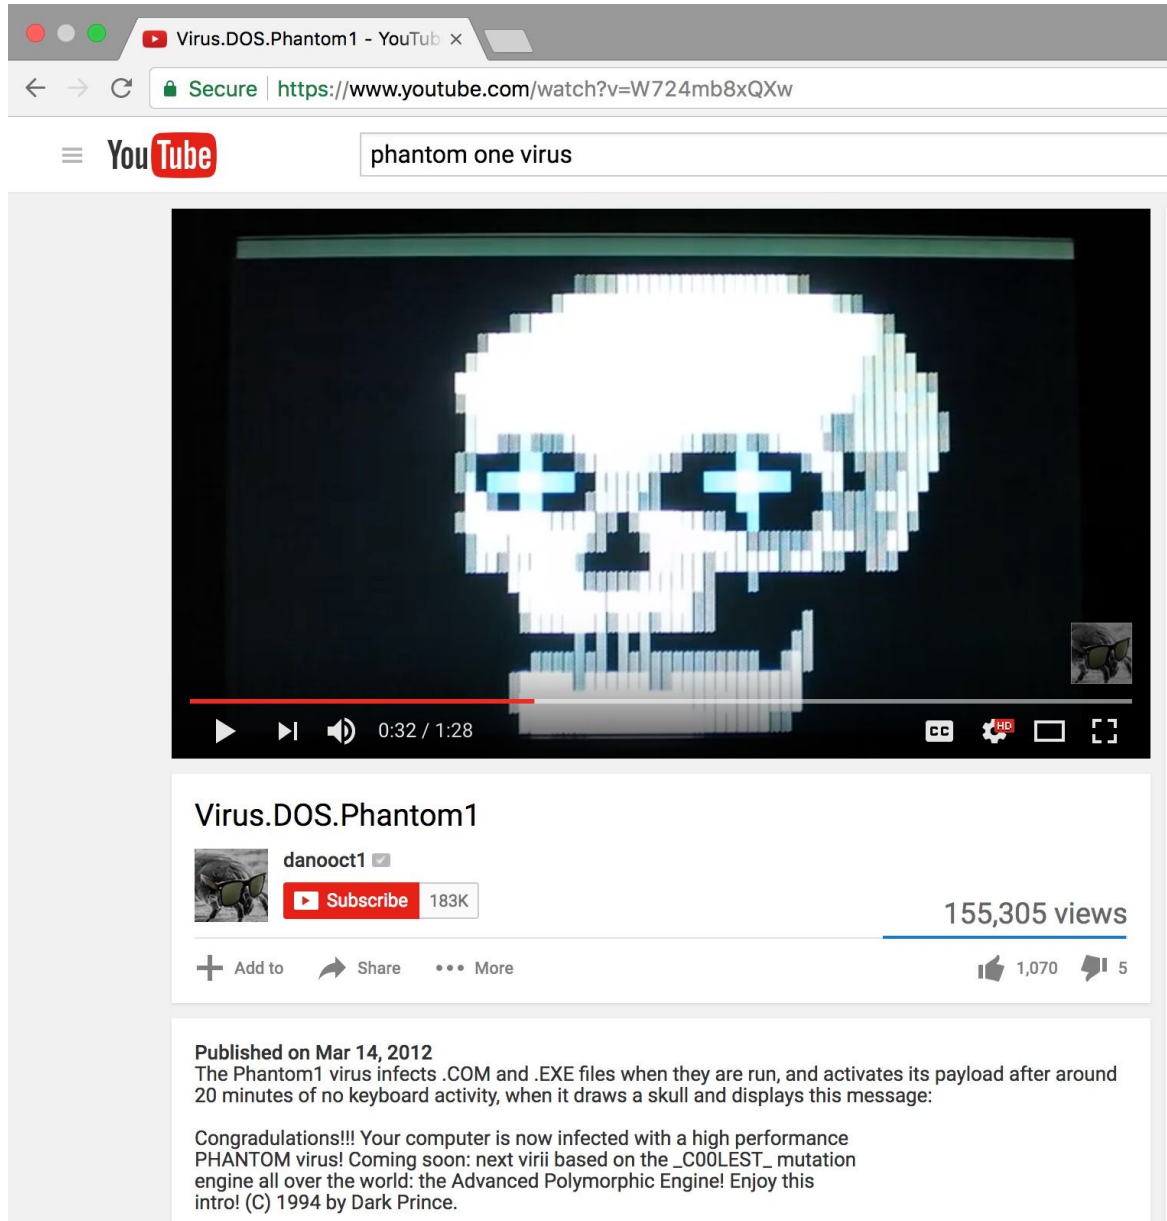 Virus.DOS.Phantom1 - YouTub
Secure https://www.youtube.com/watch?v=W724mb8xQXw
YouTube phantom one virus
0:32 / 1:28 CC HD
Virus.DOS.Phantom1
danooct1
Subscribe 183K
155,305 views
Add to Share More 1,070 5
Published on Mar 14, 2012
The Phantom1 virus infects .COM and .EXE files when they are run, and activates its payload after around
20 minutes of no keyboard activity, when it draws a skull and displays this message:
Congradulations!!! Your computer is now infected with a high performance
PHANTOM virus! Coming soon: next virii based on the _C00LEST_ mutation
engine all over the world: the Advanced Polymorphic Engine! Enjoy this
intro! (C) 1994 by Dark Prince.